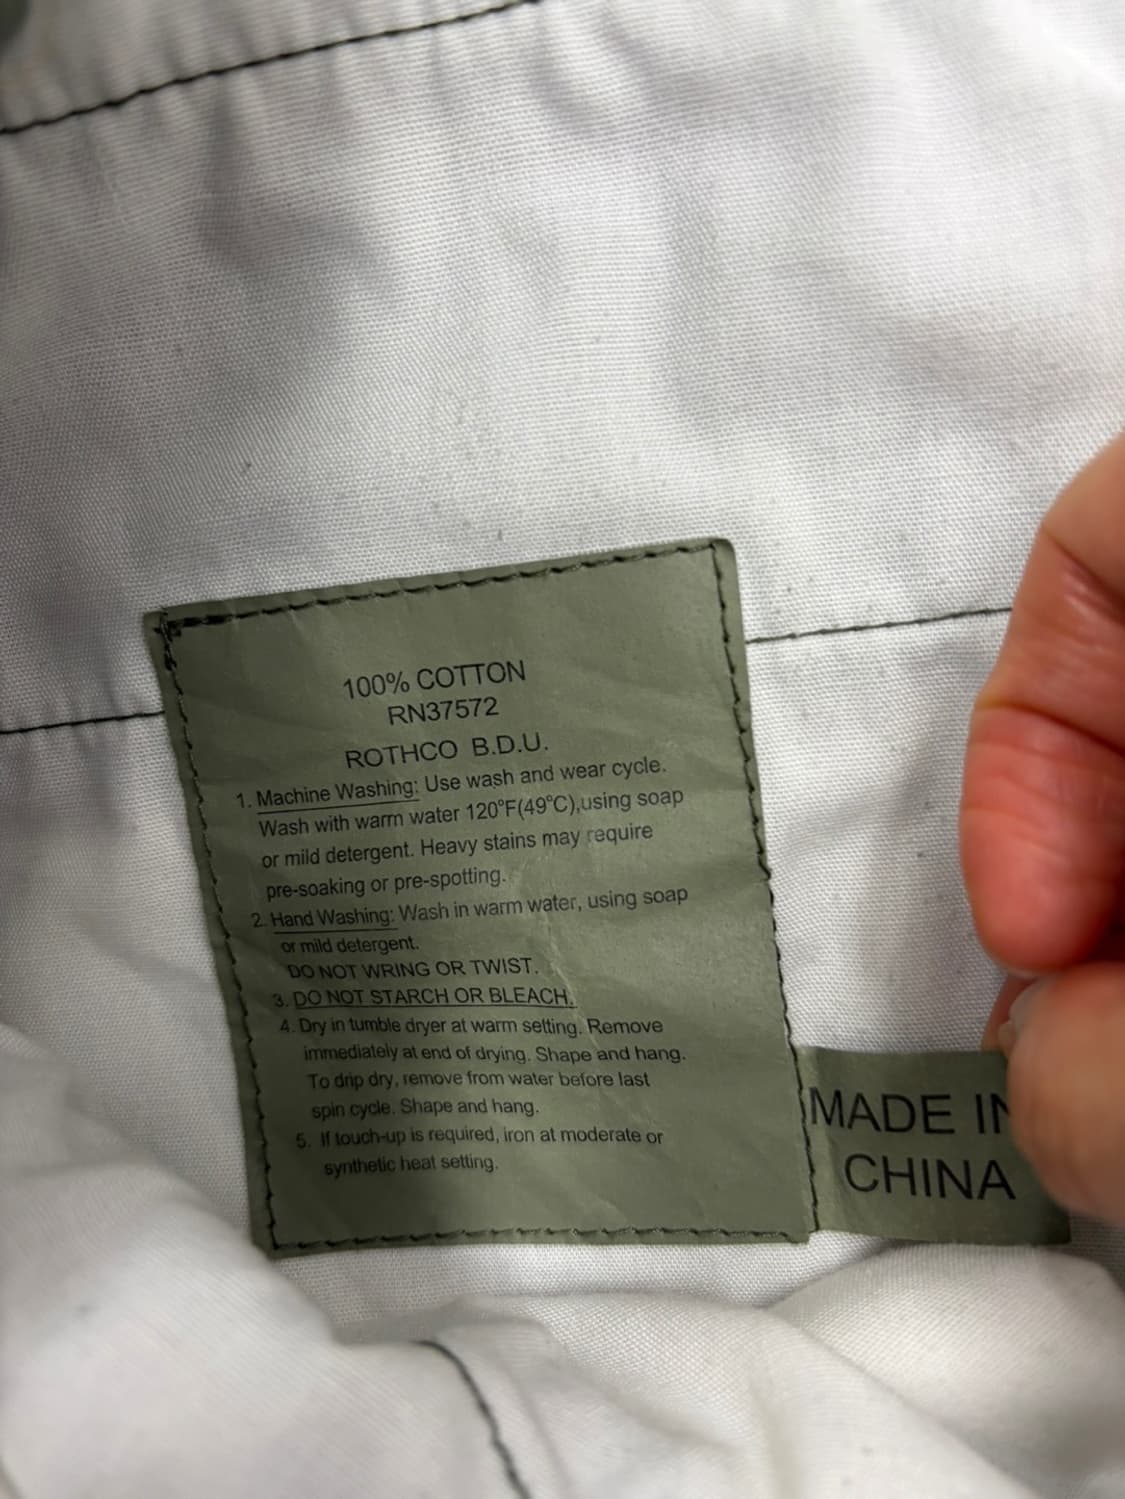 100% COTTON
RN37572
ROTHCO B.D.U.
1. Machine Washing: Use wash and wear cycle.
Wash with warm water 120°F(49°C),using soap
or mild detergent. Heavy stains may require
pre-soaking or pre-spotting.
2. Hand Washing: Wash in warm water, using soap
or mild detergent.
DO NOT WRING OR TWIST.
3. DO NOT STARCH OR BLEACH.
4. Dry in tumble dryer at warm setting. Remove
immediately at end of drying. Shape and hang.
To drip dry, remove from water before last
spin cycle. Shape and hang.
5. If touch-up is required, iron at moderate or
synthetic heat setting.
MADE IN
CHINA